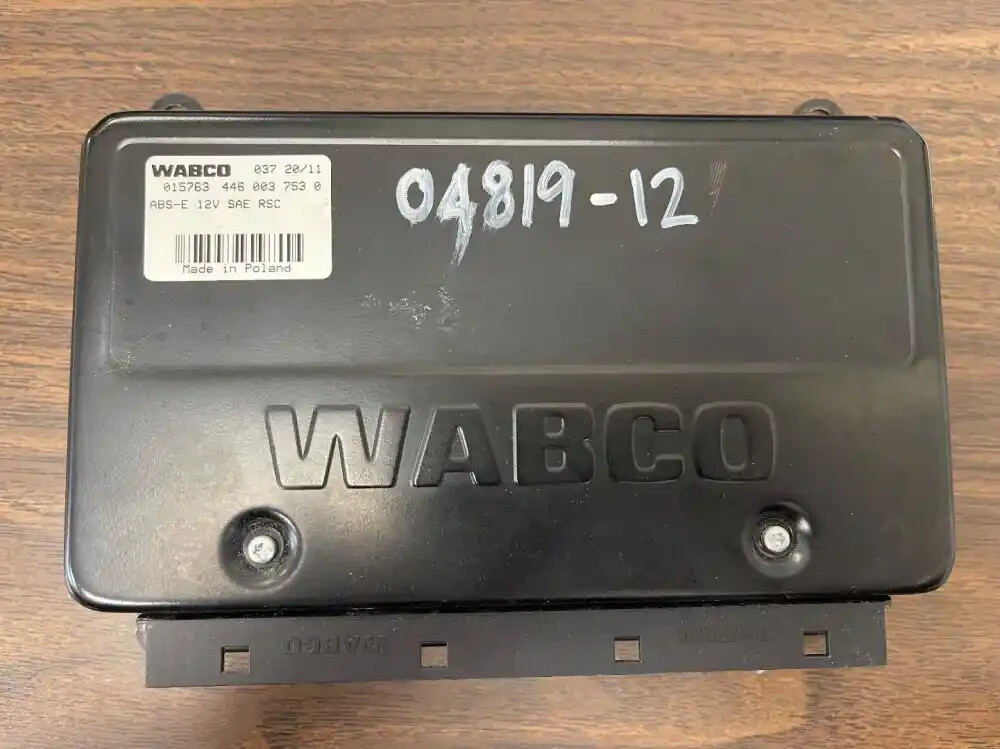 WABCO 037 20/11
015763 446 003 753 0
ABS-E 12V SAE RSC
Made in Poland
04819-12
WABCO